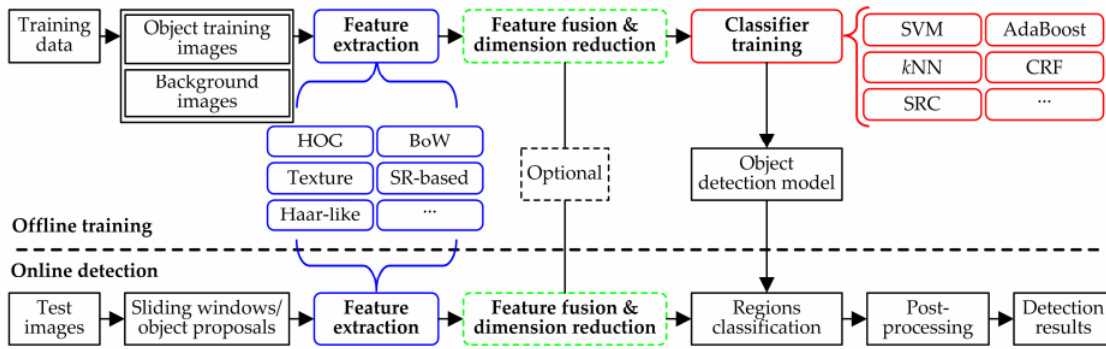 Training
data
Object training
images
Background
images
Feature
extraction
Feature fusion &
dimension reduction
Classifier
training
SVM
AdaBoost
kNN
CRF
SRC
...
HOG
BoW
Texture
SR-based
Haar-like
...
Optional
Object
detection model
Offline training
Online detection
Test
images
Sliding windows/
object proposals
Feature
extraction
Feature fusion &
dimension reduction
Regions
classification
Post-
processing
Detection
results